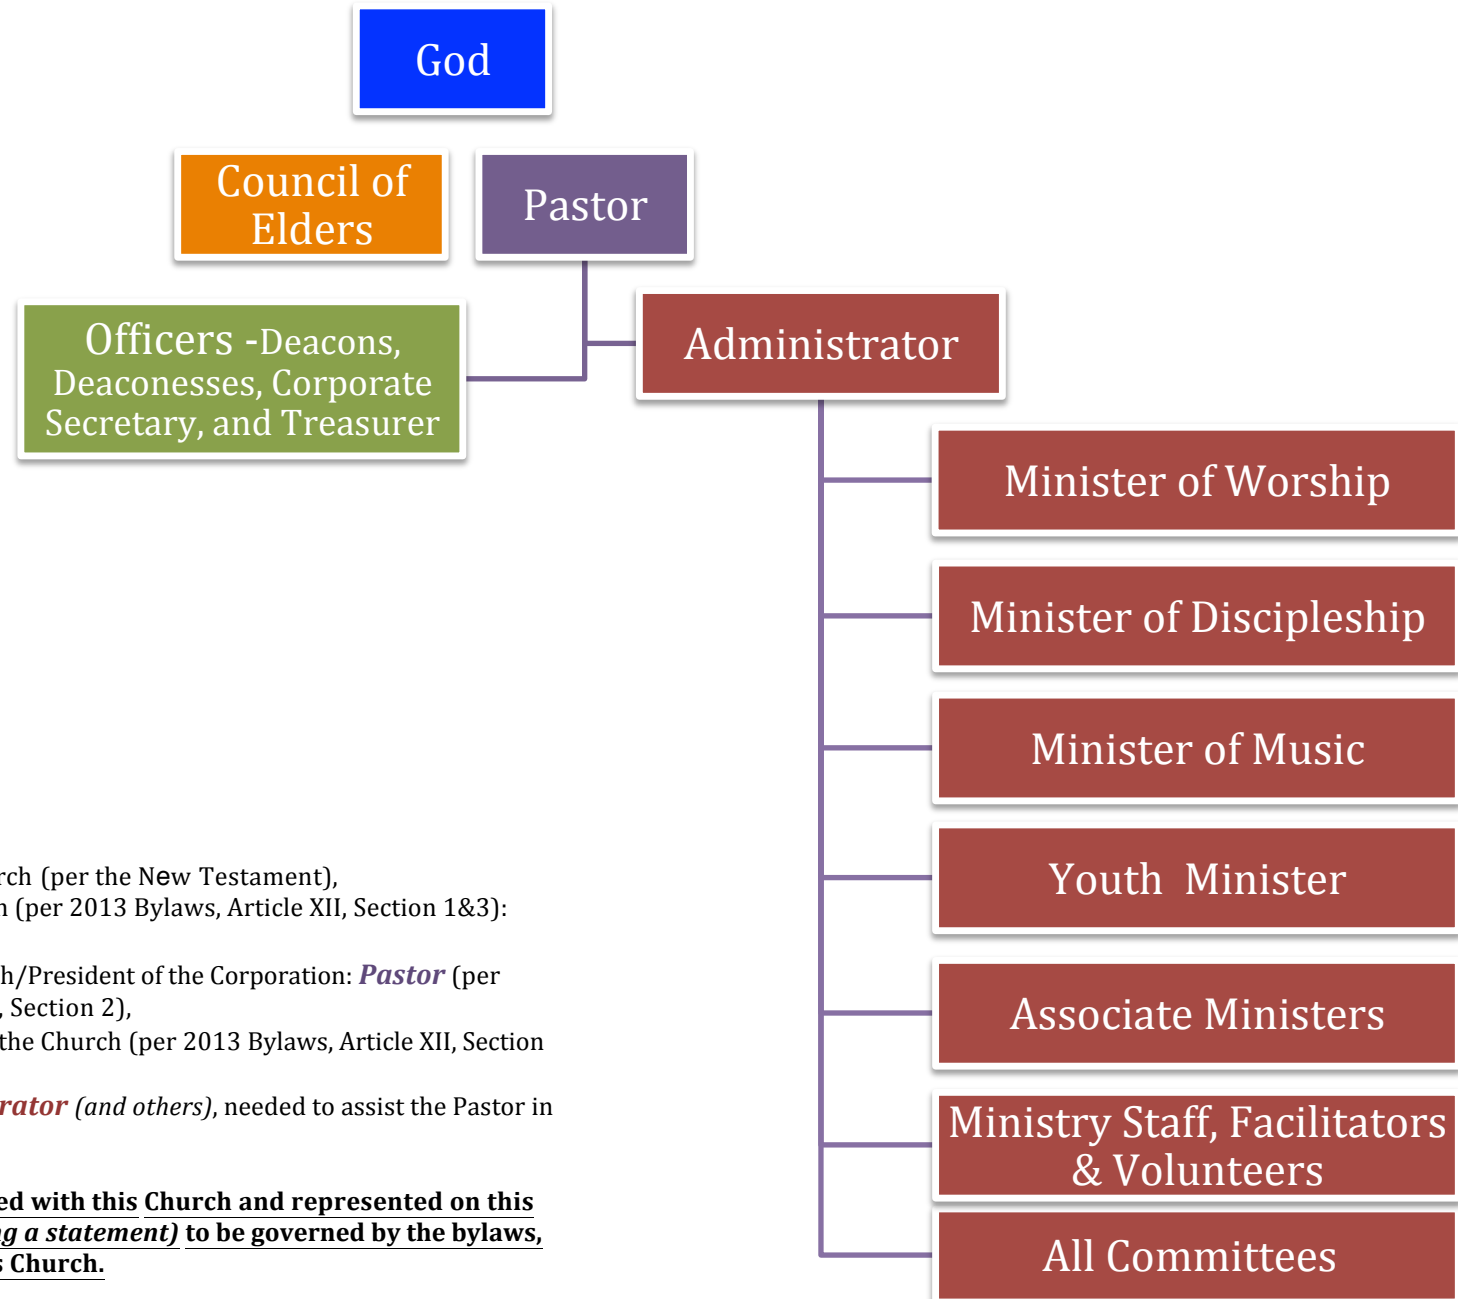 God
Council of
Elders
Pastor
Officers -Deacons,
Deaconesses, Corporate
Secretary, and Treasurer
Administrator
Minister of Worship
Minister of Discipleship
Minister of Music
Youth  Minister
Associate Ministers
Ministry Staff, Facilitators
& Volunteers
All Committees
rch (per the New Testament),
n (per 2013 Bylaws, Article XII, Section 1&3):
h/President of the Corporation: Pastor (per
, Section 2),
the Church (per 2013 Bylaws, Article XII, Section
rator (and others), needed to assist the Pastor in
ed with this Church and represented on this
ng a statement) to be governed by the bylaws,
s Church.